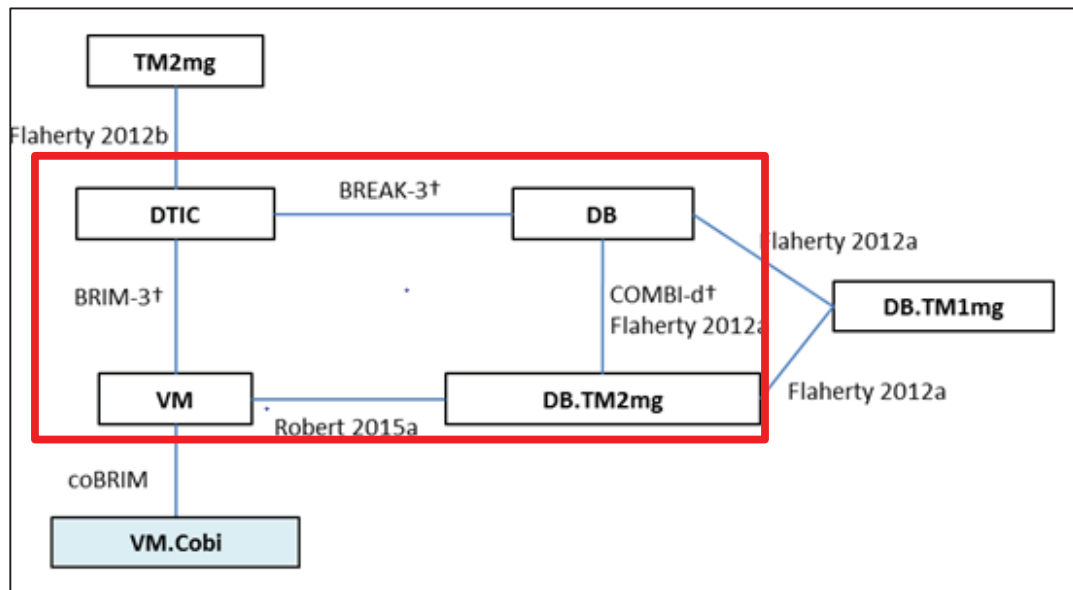 TM2mg
Flaherty 2012b
DTIC
BREAK-3†
DB
Flaherty 2012a
BRIM-3†
COMBI-d†
Flaherty 2012a
DB.TM1mg
VM
DB.TM2mg
Flaherty 2012a
Robert 2015a
coBRIM
VM.Cobi